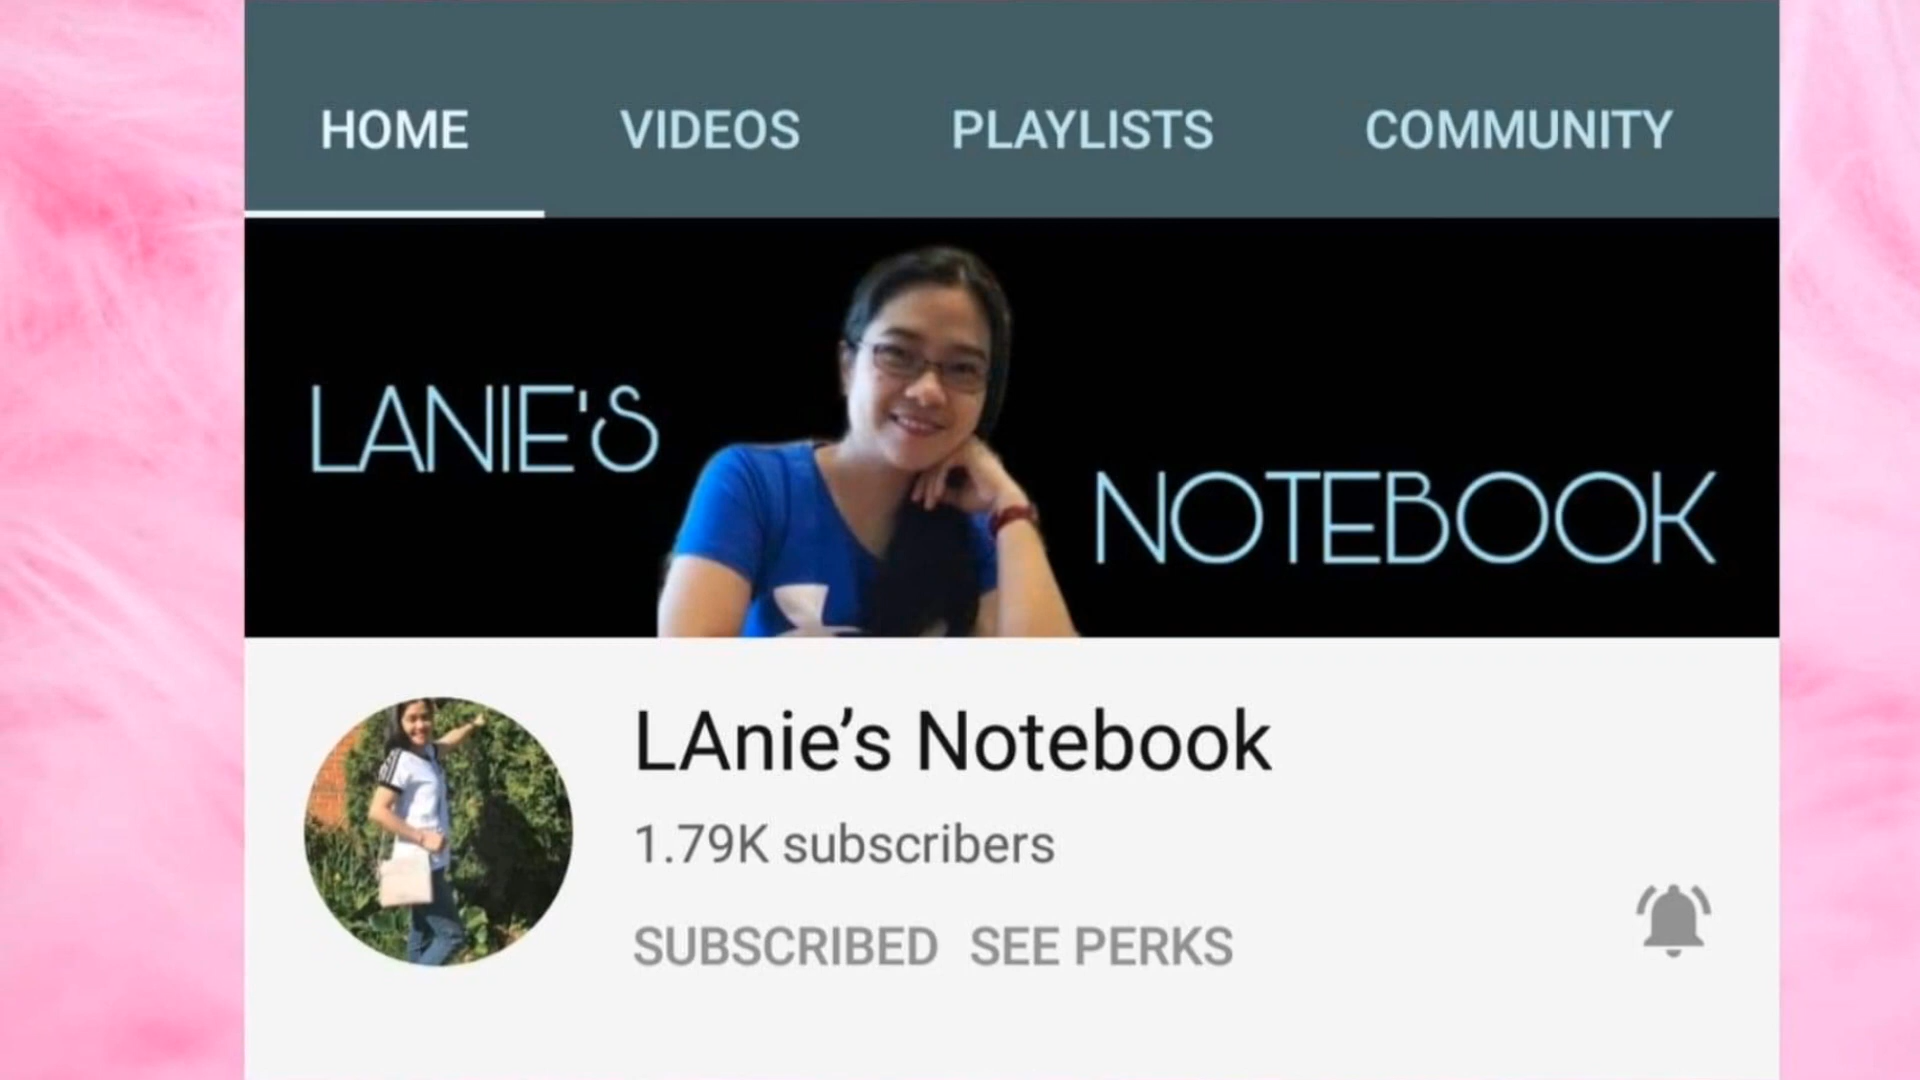 HOME VIDEOS PLAYLISTS COMMUNITY
LANIE'S
NOTEBOOK
LAnie’s Notebook
1.79K subscribers
SUBSCRIBED SEE PERKS